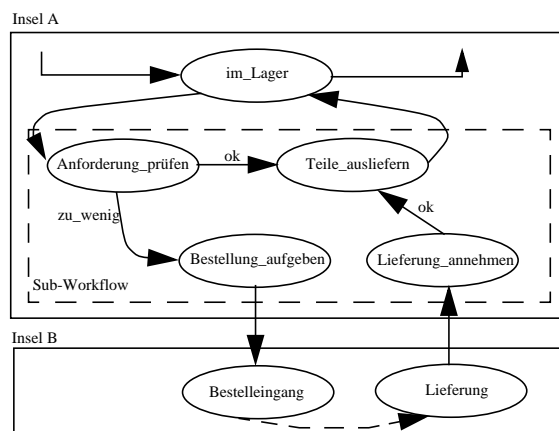 Insel A
im_Lager
Anforderung_prüfen
ok
Teile_ausliefern
zu_wenig
ok
Bestellung_aufgeben
Lieferung_annehmen
Sub-Workflow
Insel B
Bestelleingang
Lieferung